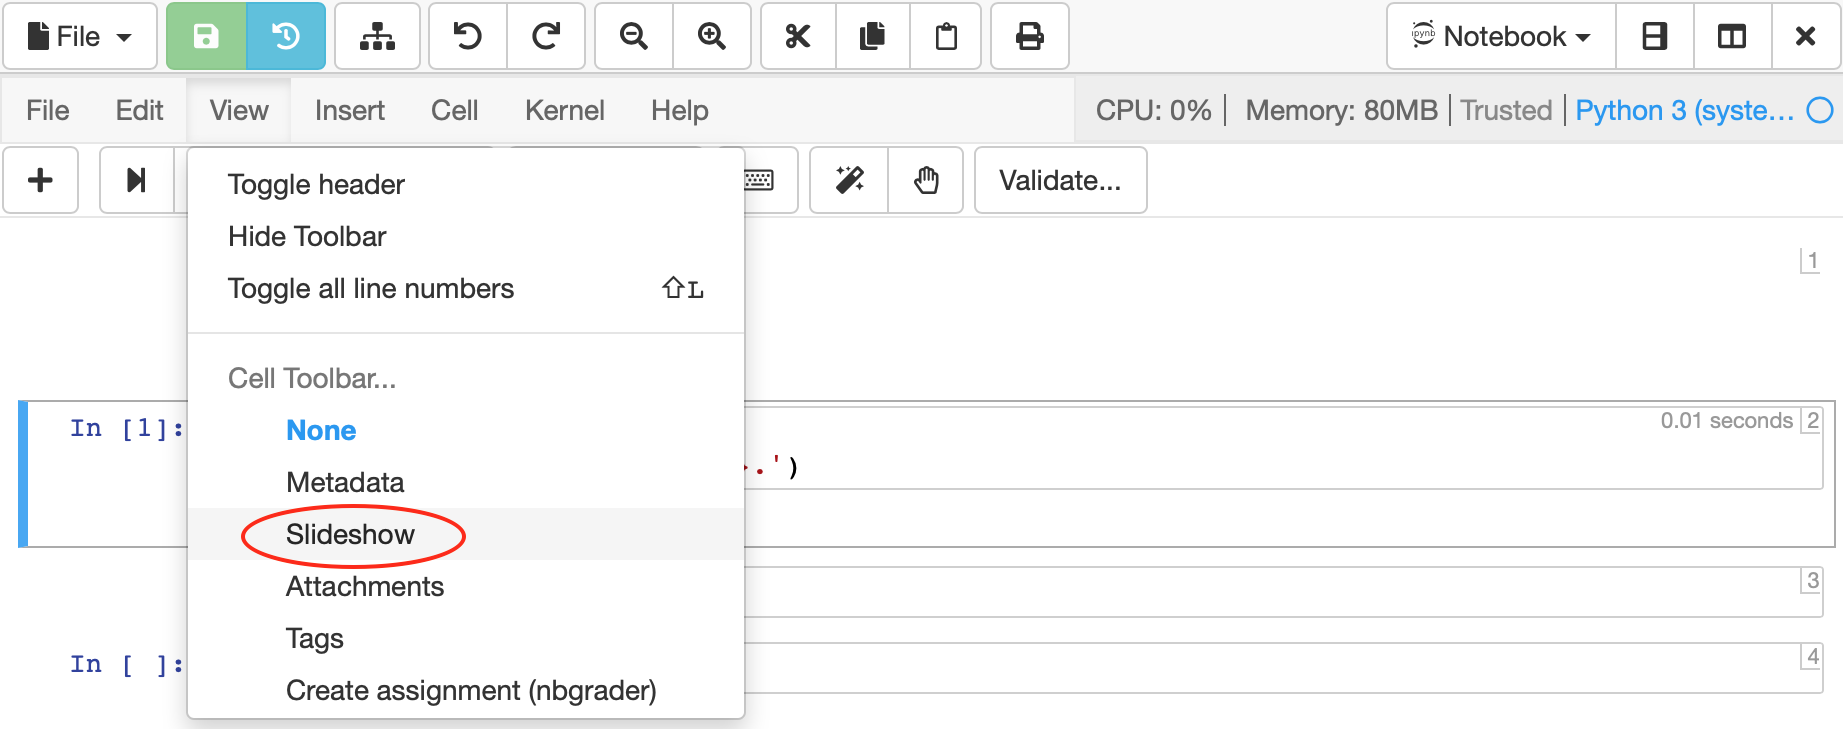 File
ipynb Notebook
File Edit View Insert Cell Kernel Help CPU: 0% Memory: 80MB Trusted Python 3 (syste...
Validate...
Toggle header
Hide Toolbar
Toggle all line numbers ⇧L
1
Cell Toolbar...
None
In [1]: 0.01 seconds 2
.')
Metadata
Slideshow
Attachments
3
Tags
In [ ]: 4
Create assignment (nbgrader)